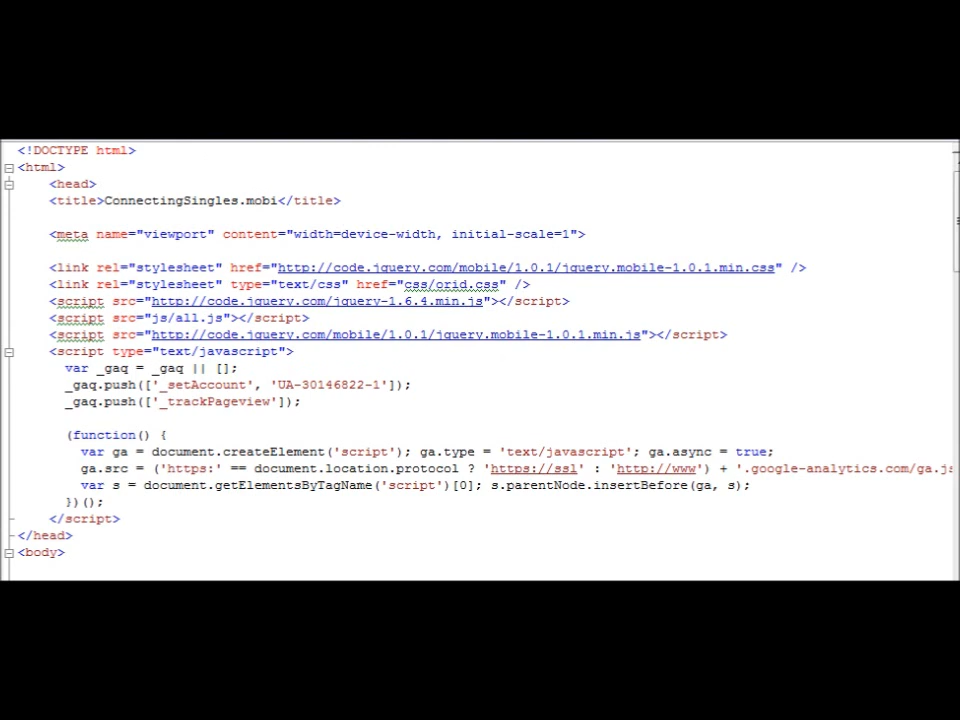 <!DOCTYPE html>
<html>
<head>
<title>ConnectingSingles.mobi</title>
<meta name="viewport" content="width=device-width, initial-scale=1">
<link rel="stylesheet" href="http://code.jquery.com/mobile/1.0.1/jquery.mobile-1.0.1.min.css" />
<link rel="stylesheet" type="text/css" href="css/grid.css" />
<script src="http://code.jquery.com/jquery-1.6.4.min.js"></script>
<script src="js/all.js"></script>
<script src="http://code.jquery.com/mobile/1.0.1/jquery.mobile-1.0.1.min.js"></script>
<script type="text/javascript">
var _gaq = _gaq || [];
_gaq.push(['_setAccount', 'UA-30146822-1']);
_gaq.push(['_trackPageview']);
(function() {
var ga = document.createElement('script'); ga.type = 'text/javascript'; ga.async = true;
ga.src = ('https:' == document.location.protocol ? 'https://ssl' : 'http://www') + '.google-analytics.com/ga.js
var s = document.getElementsByTagName('script')[0]; s.parentNode.insertBefore(ga, s);
})();
</script>
</head>
<body>